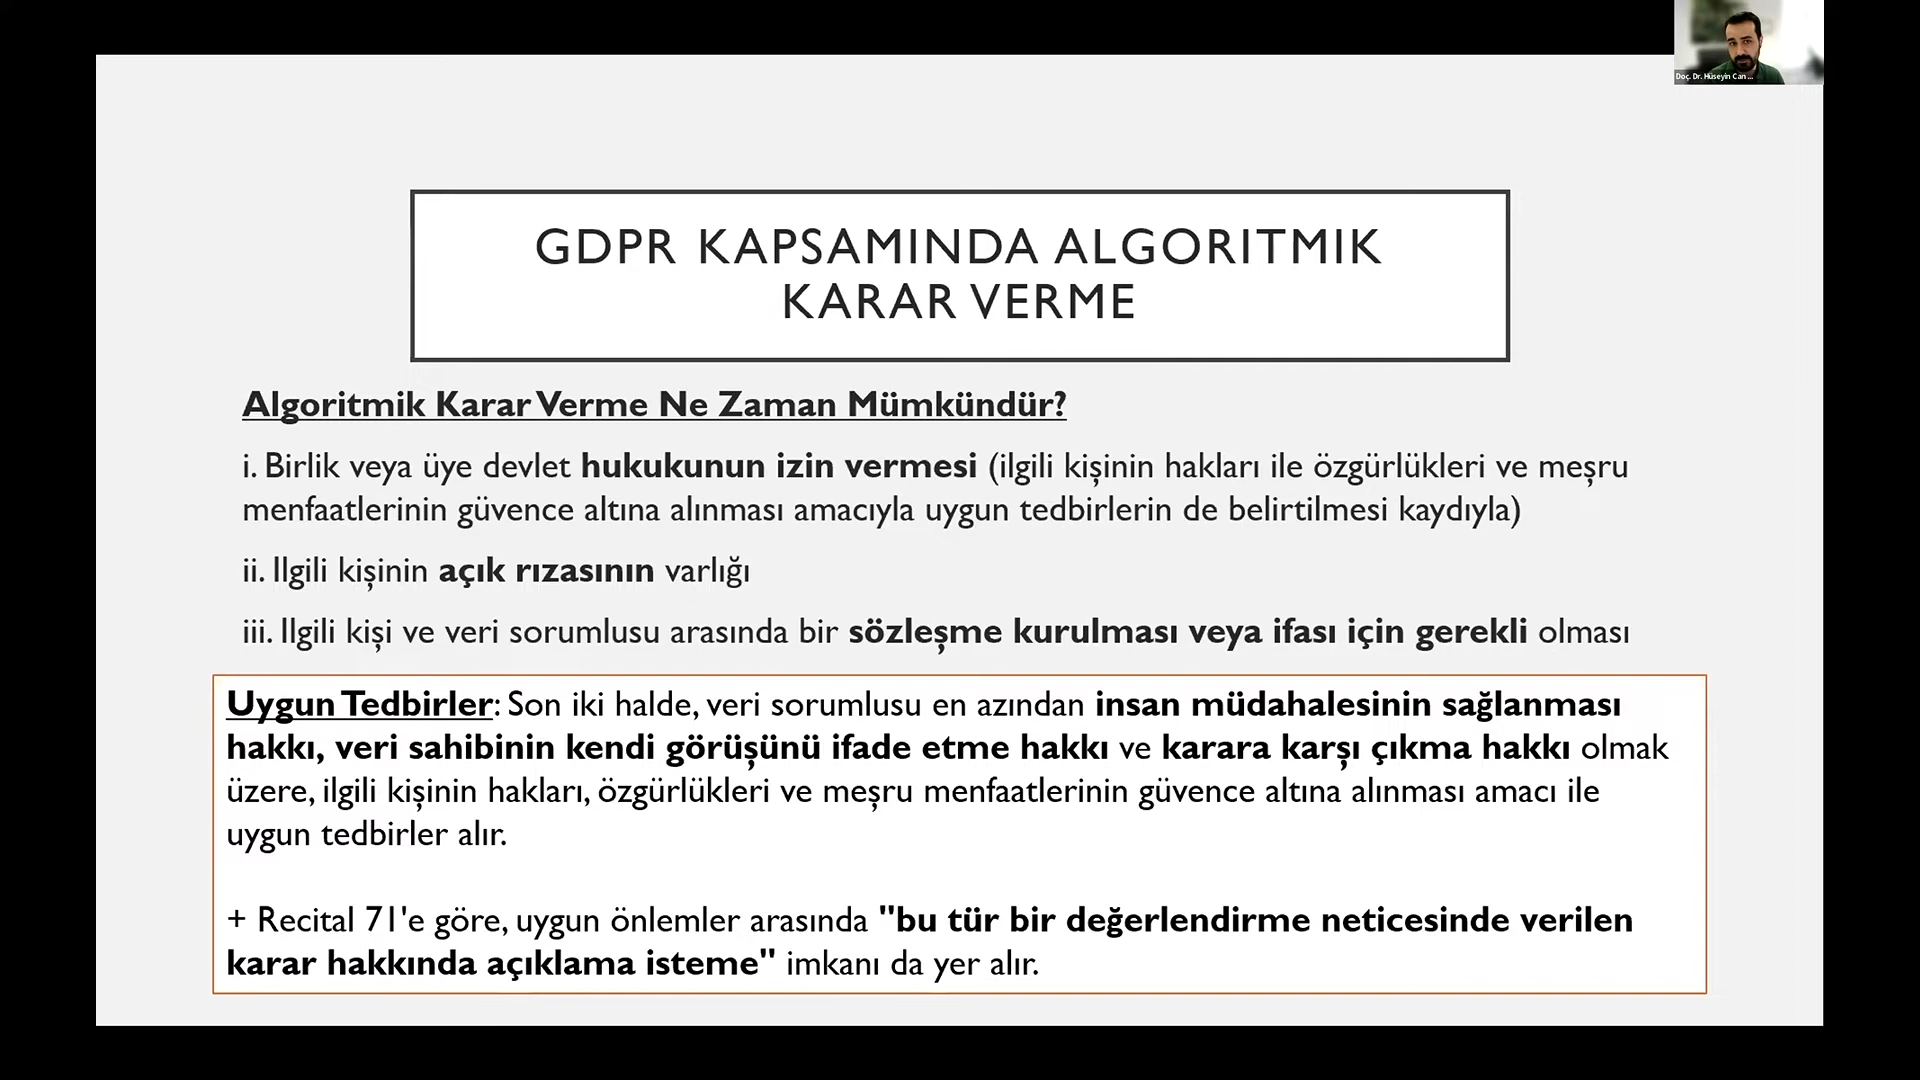 Doç. Dr. Hüseyin Can ...
GDPR KAPSAMINDA ALGORITMIK
KARAR VERME
Algoritmik Karar Verme Ne Zaman Mümkündür?
i. Birlik veya üye devlet hukukunun izin vermesi (ilgili kişinin hakları ile özgürlükleri ve meşru
menfaatlerinin güvence altına alınması amacıyla uygun tedbirlerin de belirtilmesi kaydıyla)
ii. Ilgili kişinin açık rızasının varlığı
iii. Ilgili kişi ve veri sorumlusu arasında bir sözleşme kurulması veya ifası için gerekli olması
Uygun Tedbirler: Son iki halde, veri sorumlusu en azından insan müdahalesinin sağlanması
hakkı, veri sahibinin kendi görüşünü ifade etme hakkı ve karara karşı çıkma hakkı olmak
üzere, ilgili kişinin hakları, özgürlükleri ve meşru menfaatlerinin güvence altına alınması amacı ile
uygun tedbirler alır.
+ Recital 71'e göre, uygun önlemler arasında "bu tür bir değerlendirme neticesinde verilen
karar hakkında açıklama isteme" imkanı da yer alır.